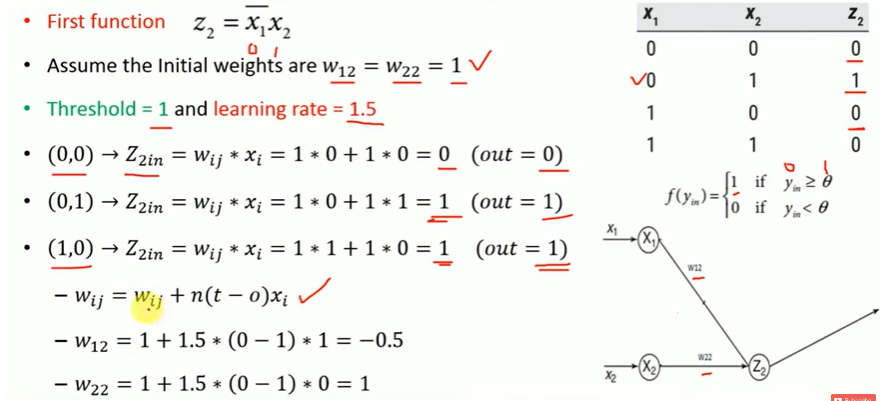 • First function z₂ = x̅₁x₂
0 1
• Assume the Initial weights are w₁₂ = w₂₂ = 1 ✓
• Threshold = 1 and learning rate = 1.5
• (0,0) → Z₂ᵢₙ = wᵢⱼ * xᵢ = 1 * 0 + 1 * 0 = 0 (out = 0)
• (0,1) → Z₂ᵢₙ = wᵢⱼ * xᵢ = 1 * 0 + 1 * 1 = 1 (out = 1)
• (1,0) → Z₂ᵢₙ = wᵢⱼ * xᵢ = 1 * 1 + 1 * 0 = 1 (out = 1)
– wᵢⱼ = wᵢⱼ + n(t − o)xᵢ ✓
– w₁₂ = 1 + 1.5 * (0 − 1) * 1 = −0.5
– w₂₂ = 1 + 1.5 * (0 − 1) * 0 = 1
X₁ X₂ Z₂
0 0 0
✓0 1 1
1 0 0
1 1 0
0 1
f(yᵢₙ) = {1 if yᵢₙ ≥ θ
0 if yᵢₙ < θ
X₁ X₁
W12
X₂ X₂ W22 Z₂